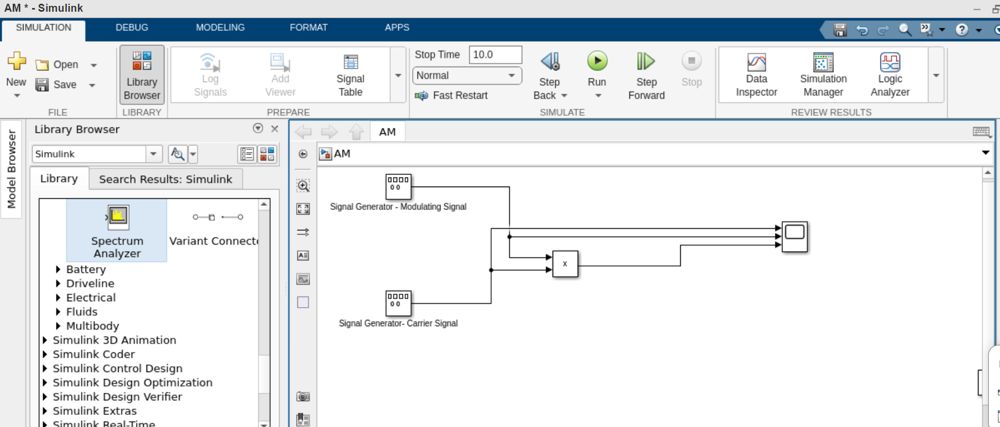 AM * - Simulink
SIMULATION DEBUG MODELING FORMAT APPS
New
Open
Save
FILE
Library
Browser
LIBRARY
Log
Signals
Add
Viewer
Signal
Table
PREPARE
Stop Time 10.0
Normal
Fast Restart
Step
Back
Run
Step
Forward
Stop
SIMULATE
Data
Inspector
Simulation
Manager
Logic
Analyzer
REVIEW RESULTS
Model Browser
Library Browser
Simulink
Library Search Results: Simulink
Spectrum
Analyzer
Variant Connecto
Battery
Driveline
Electrical
Fluids
Multibody
Simulink 3D Animation
Simulink Coder
Simulink Control Design
Simulink Design Optimization
Simulink Design Verifier
Simulink Extras
Simulink Real-Time
AM
AM
Signal Generator - Modulating Signal
x
Signal Generator- Carrier Signal